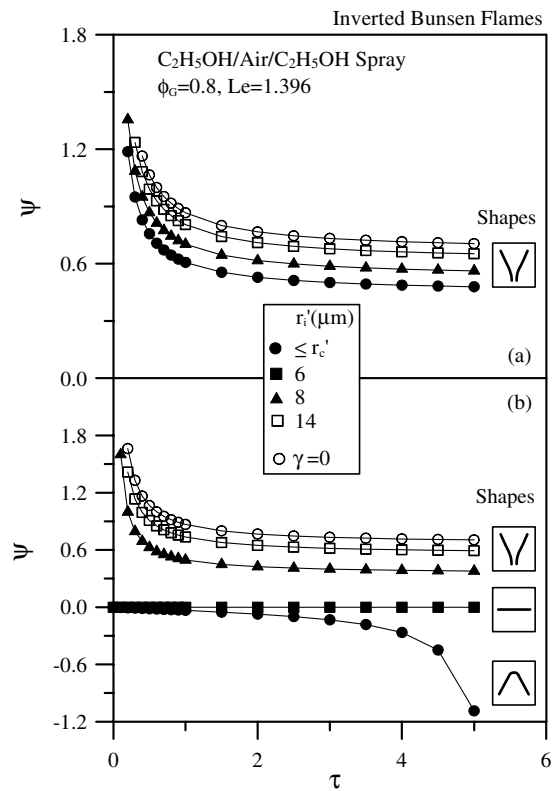 Inverted Bunsen Flames
1.8
C₂H₅OH/Air/C₂H₅OH Spray
ϕG=0.8, Le=1.396
1.2
ψ
Shapes
0.6
rᵢ'(μm)
≤ r꜀'
(a)
0.0
6
(b)
8
1.8
14
γ=0
1.2
Shapes
ψ
0.6
0.0
-0.6
-1.2
0 2 4 6
τ